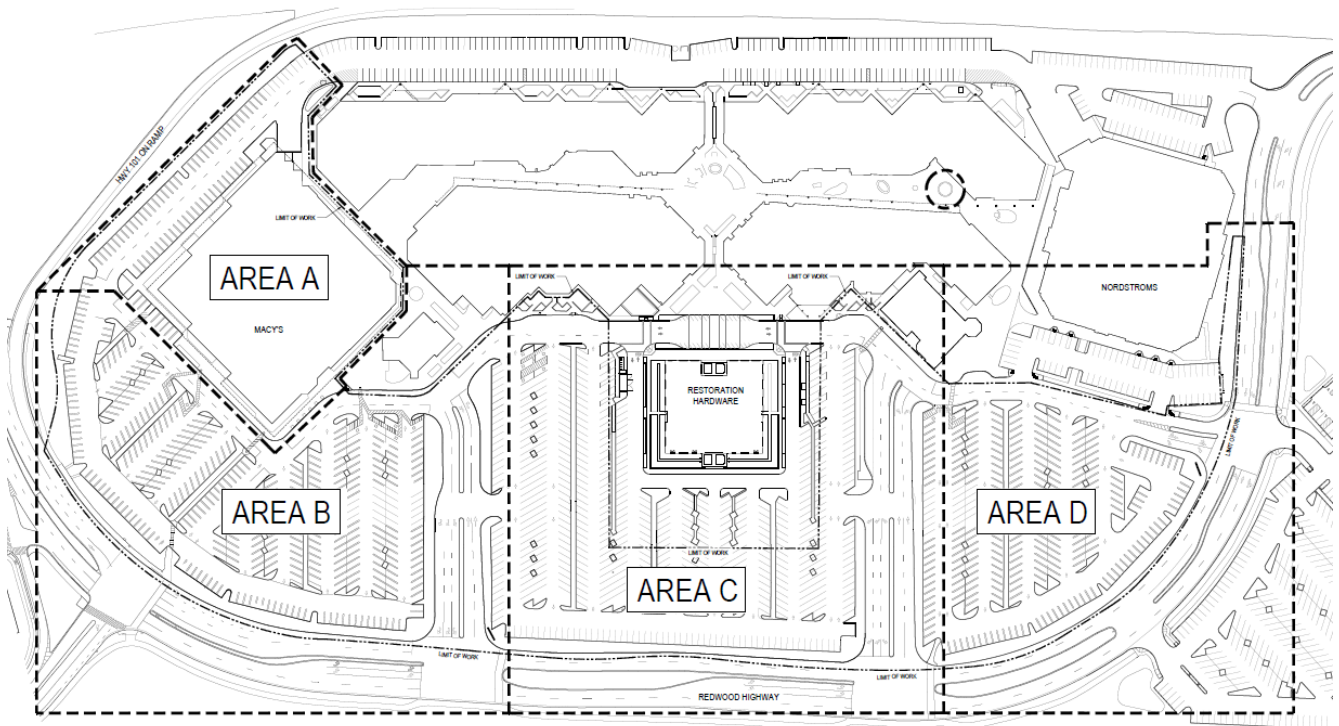 HWY 101 ON RAMP
LIMIT OF WORK
AREA A
MACY'S
LIMIT OF WORK
LIMIT OF WORK
NORDSTROMS
RESTORATION
HARDWARE
AREA B
AREA D
LIMIT OF WORK
LIMIT OF WORK
AREA C
LIMIT OF WORK
LIMIT OF WORK
REDWOOD HIGHWAY